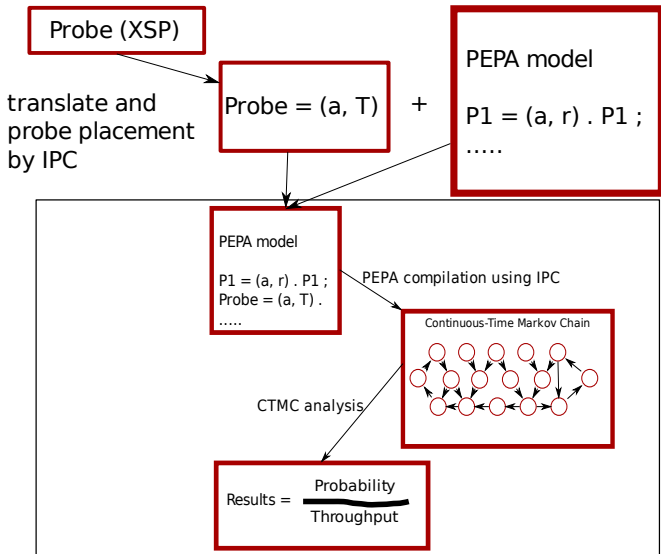 Probe (XSP)
translate and
probe placement
by IPC
Probe = (a, T)
+
PEPA model
P1 = (a, r) . P1 ;
.....
PEPA model
P1 = (a, r) . P1 ;
Probe = (a, T) .
.....
PEPA compilation using IPC
Continuous-Time Markov Chain
CTMC analysis
Results =
Probability
Throughput